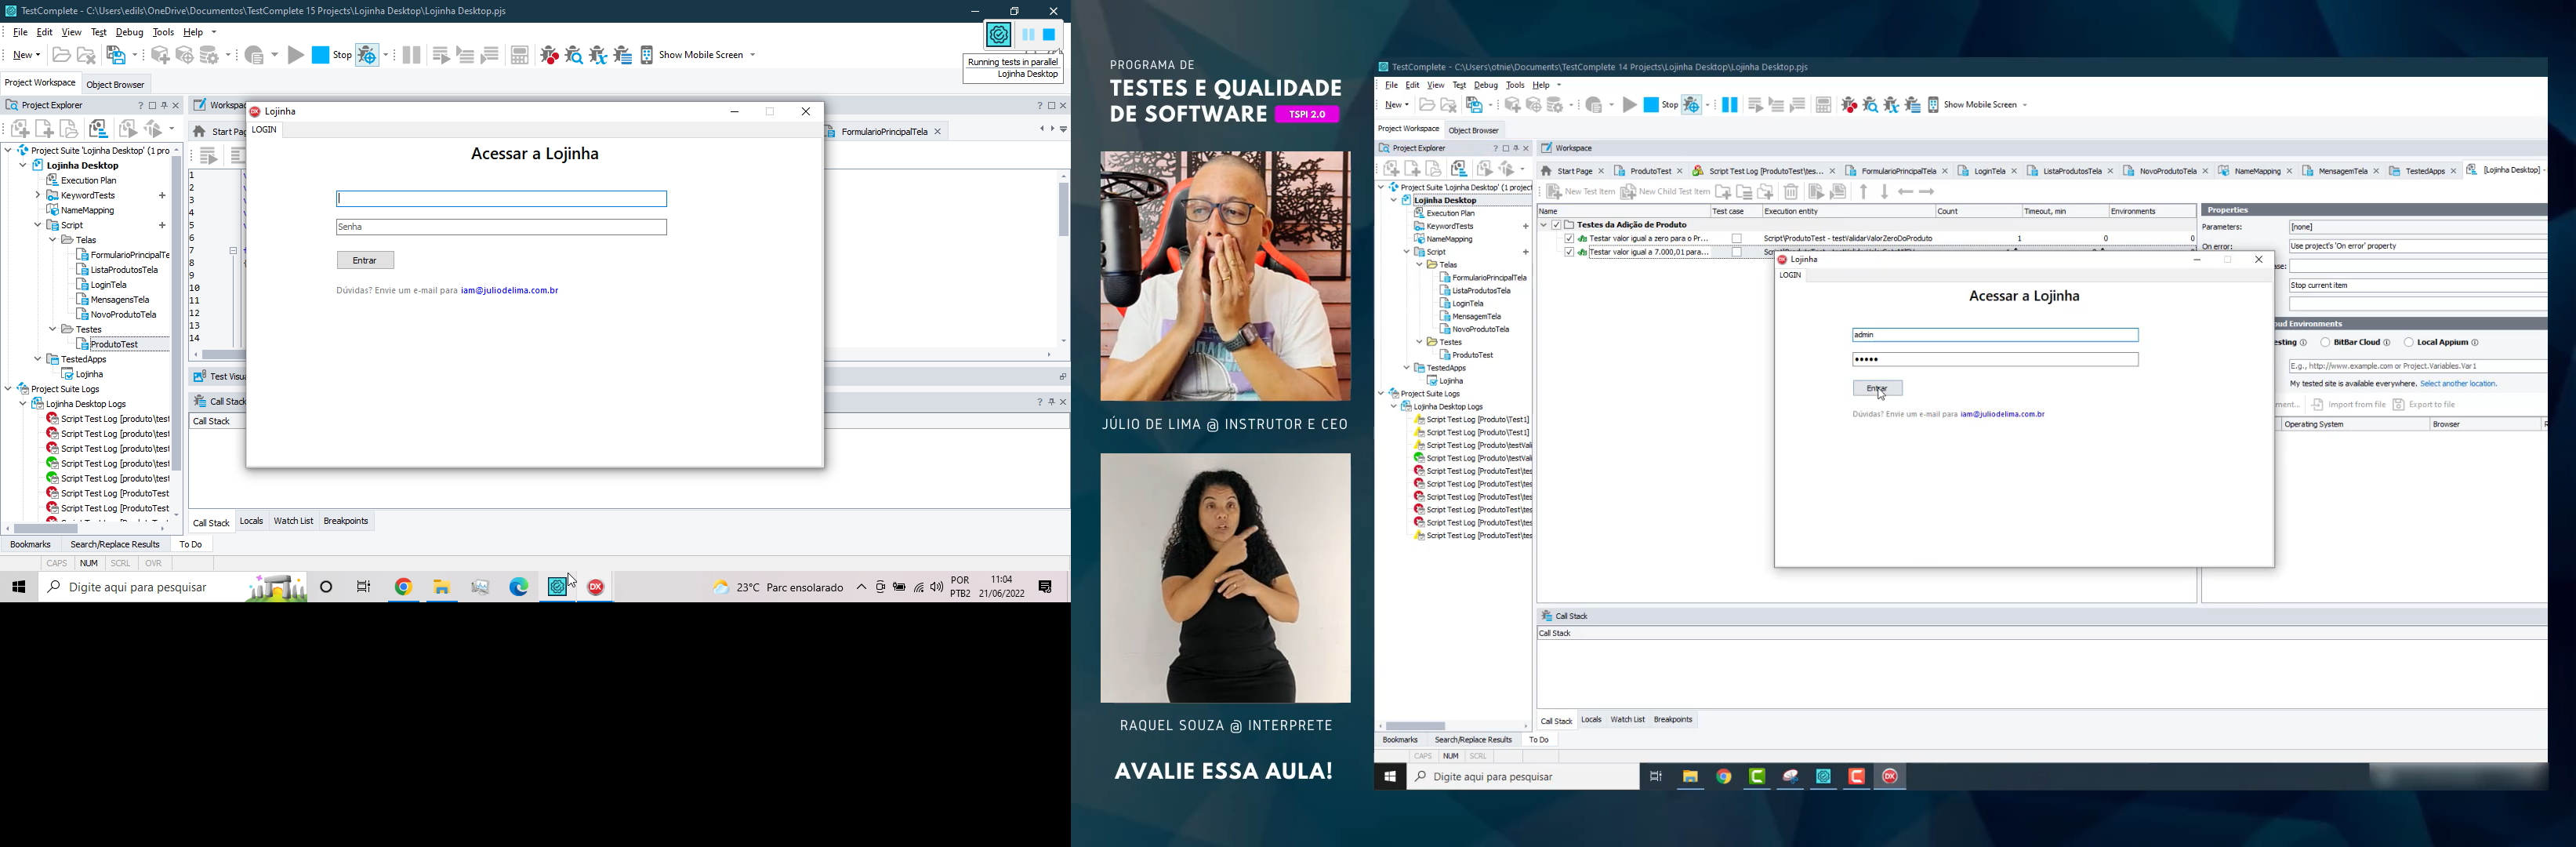 TestComplete - C:\Users\edils\OneDrive\Documentos\TestComplete 15 Projects\Lojinha Desktop\Lojinha Desktop.pjs
File Edit View Test Debug Tools Help
New Stop Show Mobile Screen
Running tests in parallel
Lojinha Desktop
Project Workspace Object Browser
Project Explorer
Project Suite 'Lojinha Desktop' (1 pro
Lojinha Desktop
Execution Plan
KeywordTests
NameMapping
Script
Telas
FormularioPrincipalTe
ListaProdutosTela
LoginTela
MensagensTela
NovoProdutoTela
Testes
ProdutoTest
TestedApps
Lojinha
Project Suite Logs
Lojinha Desktop Logs
Script Test Log [produto\test
Script Test Log [produto\test
Script Test Log [produto\test
Script Test Log [produto\test
Script Test Log [produto\test
Script Test Log [ProdutoTest
Script Test Log [ProdutoTest
Workspac
Start Pag
FormularioPrincipalTela
1
2
3
4
5
6
7
8
9
10
11
12
13
14
Test Visu
Call Stack
Call Stack
Lojinha
LOGIN
Acessar a Lojinha
Senha
Entrar
Dúvidas? Envie um e-mail para iam@juliodelima.com.br
Call Stack Locals Watch List Breakpoints
Bookmarks Search/Replace Results To Do
CAPS NUM SCRL OVR
Digite aqui para pesquisar
23°C Parc ensolarado
POR
PTB2
11:04
21/06/2022
PROGRAMA DE
TESTES E QUALIDADE
DE SOFTWARE TSPI 2.0
JÚLIO DE LIMA @ INSTRUTOR E CEO
RAQUEL SOUZA @ INTERPRETE
AVALIE ESSA AULA!
TestComplete - C:\Users\otnie\Documents\TestComplete 14 Projects\Lojinha Desktop\Lojinha Desktop.pjs
File Edit View Test Debug Tools Help
New Stop Show Mobile Screen
Project Workspace Object Browser
Project Explorer
Project Suite 'Lojinha Desktop' (1 project
Lojinha Desktop
Execution Plan
KeywordTests
NameMapping
Script
Telas
FormularioPrincipalTela
ListaProdutosTela
LoginTela
MensagemTela
NovoProdutoTela
Testes
ProdutoTest
TestedApps
Lojinha
Project Suite Logs
Lojinha Desktop Logs
Script Test Log [Produto\Test1]
Script Test Log [Produto\Test1]
Script Test Log [Produto\testVali
Script Test Log [Produto\testVal
Script Test Log [ProdutoTest\tes
Script Test Log [ProdutoTest\tes
Script Test Log [ProdutoTest\tes
Script Test Log [ProdutoTest\tes
Script Test Log [ProdutoTest\tes
Script Test Log [ProdutoTest\tes
Workspace
Start Page ProdutoTest Script Test Log [ProdutoTest\tes... FormularioPrincipalTela LoginTela ListaProdutosTela NovoProdutoTela NameMapping MensagemTela TestedApps [Lojinha Desktop] -
New Test Item New Child Test Item
Name Test case Execution entity Count Timeout, min Environments
Testes da Adição de Produto
Testar valor igual a zero para o Pr... Script\ProdutoTest - testValidarValorZeroDoProduto 1 0 0
Testar valor igual a 7.000,01 para...
Properties
Parameters: [none]
On error: Use project's 'On error' property
ase:
Stop current item
oud Environments
esting BitBar Cloud Local Appium
E.g., http://www.example.com or Project.Variables.Var1
My tested site is available everywhere. Select another location.
ment... Import from file Export to file
Operating System Browser R
Lojinha
LOGIN
Acessar a Lojinha
admin
•••••
Entrar
Dúvidas? Envie um e-mail para iam@juliodelima.com.br
Call Stack
Call Stack
Call Stack Locals Watch List Breakpoints
Bookmarks Search/Replace Results To Do
CAPS NUM SCRL
Digite aqui para pesquisar